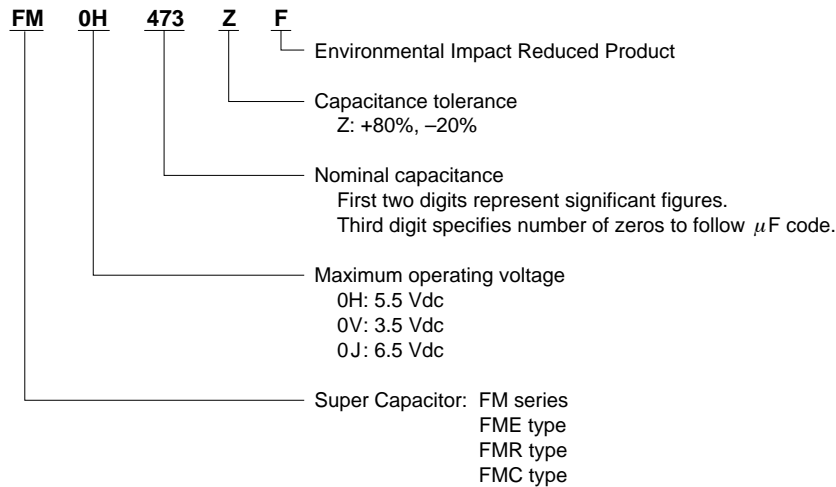 FM 0H 473 Z F
Environmental Impact Reduced Product
Capacitance tolerance
Z: +80%, –20%
Nominal capacitance
First two digits represent significant figures.
Third digit specifies number of zeros to follow μF code.
Maximum operating voltage
0H: 5.5 Vdc
0V: 3.5 Vdc
0J: 6.5 Vdc
Super Capacitor: FM series
FME type
FMR type
FMC type